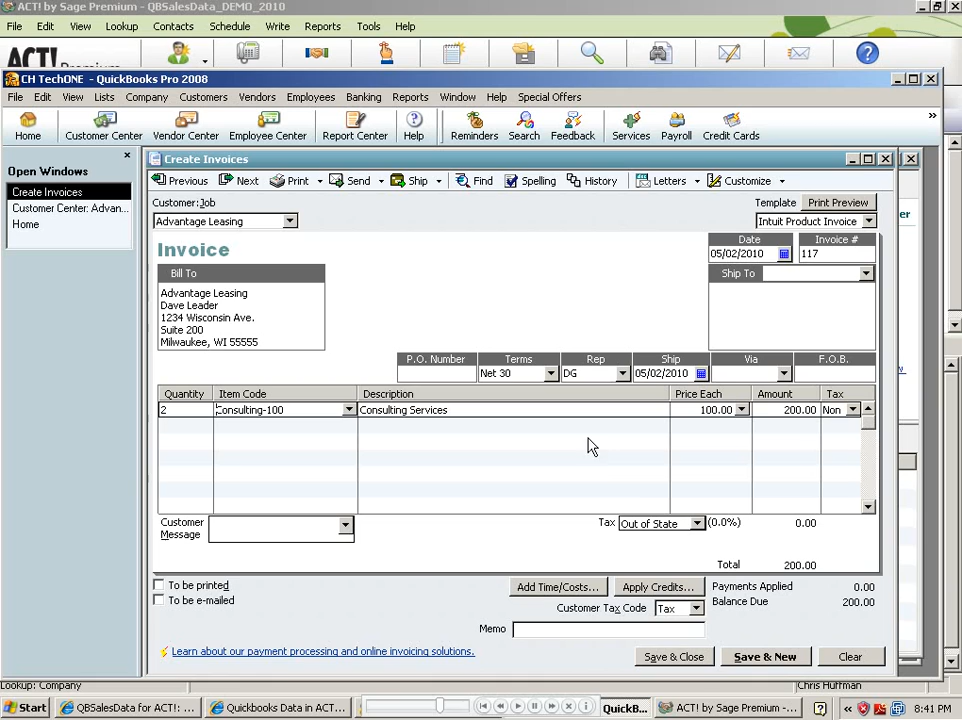 ACT! by Sage Premium - QBSalesData_DEMO_2010
File Edit View Lookup Contacts Schedule Write Reports Tools Help
CH TechONE - QuickBooks Pro 2008
File Edit View Lists Company Customers Vendors Employees Banking Reports Window Help Special Offers
Home Customer Center Vendor Center Employee Center Report Center Help Reminders Search Feedback Services Payroll Credit Cards »
Open Windows
Create Invoices
Customer Center: Advan...
Home
Create Invoices
Previous Next Print Send Ship Find Spelling History Letters Customize
Customer:Job
Template Print Preview
Advantage Leasing
Intuit Product Invoice
Invoice
Date Invoice #
05/02/2010 117
Bill To
Ship To
Advantage Leasing
Dave Leader
1234 Wisconsin Ave.
Suite 200
Milwaukee, WI 55555
P.O. Number Terms Rep Ship Via F.O.B.
Net 30 DG 05/02/2010
Quantity Item Code Description Price Each Amount Tax
2 Consulting-100 Consulting Services 100.00 200.00 Non
Customer Message
Tax Out of State (0.0%) 0.00
Total 200.00
To be printed
To be e-mailed
Add Time/Costs... Apply Credits... Payments Applied 0.00
Customer Tax Code Tax Balance Due 200.00
Memo
Learn about our payment processing and online invoicing solutions.
Save & Close Save & New Clear
Lookup: Company Chris Huffman
Start QBSalesData for ACT!: ... Quickbooks Data in ACT... QuickB... ACT! by Sage Premium -... 8:41 PM